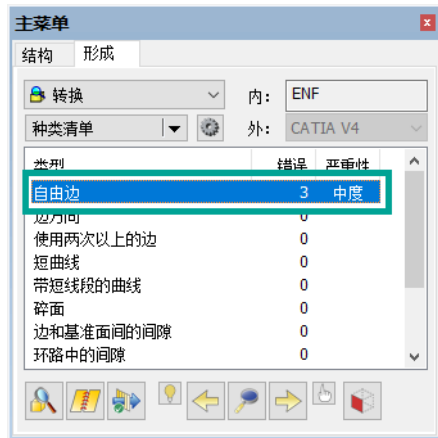 主菜单
结构 形成
转换 内: ENF
种类清单 外: CATIA V4
类型 错误 严重性
自由边 3 中度
边方向 0
使用两次以上的边 0
短曲线 0
带短线段的曲线 0
碎面 0
边和基准面间的间隙 0
环路中的间隙 0